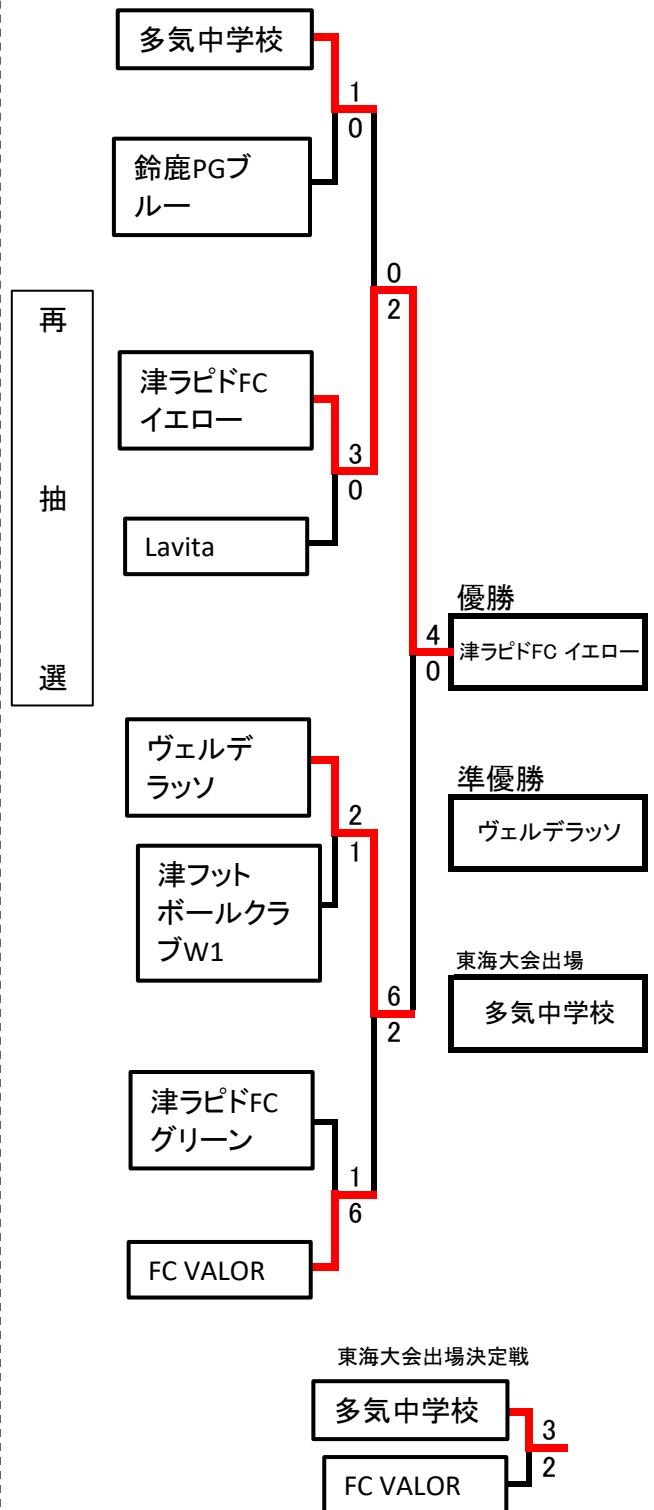 多気中学校
1
0
鈴鹿PGブ
ルー
0
2
再
抽
選
津ラピドFC
イエロー
3
0
Lavita
優勝
4
0
津ラピドFC イエロー
ヴェルデ
ラッソ
2
1
準優勝
ヴェルデラッソ
津フット
ボールクラ
ブW1
東海大会出場
多気中学校
6
2
津ラピドFC
グリーン
1
6
FC VALOR
東海大会出場決定戦
多気中学校
3
2
FC VALOR